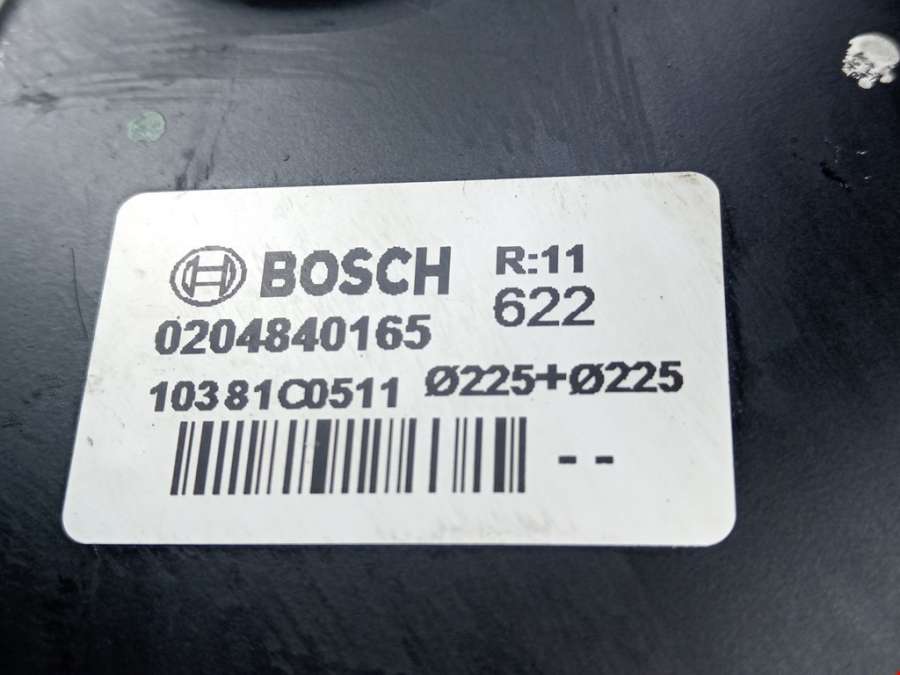 BOSCH R:11
0204840165 622
10381C0511 Ø225+Ø225
--